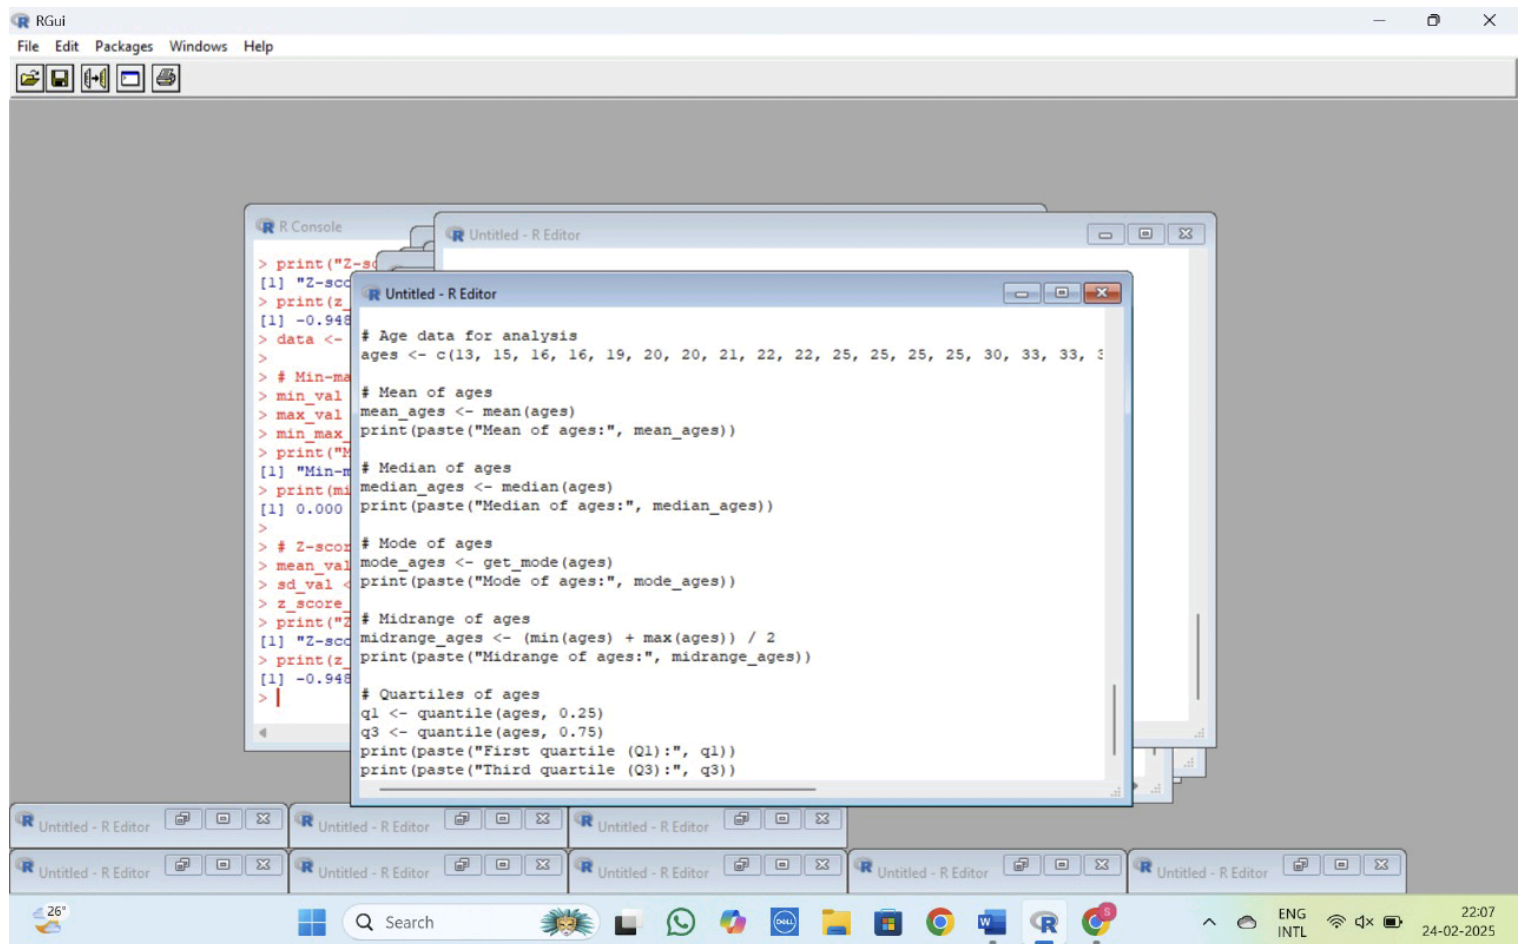 RGui
File Edit Packages Windows Help
R Console
> print("Z-sc
[1] "Z-sco
> print(z_
[1] -0.948
> data <-
>
> # Min-ma
> min_val
> max_val
> min_max_
> print("M
[1] "Min-m
> print(mi
[1] 0.000
>
> # Z-scor
> mean_val
> sd_val <
> z_score_
> print("Z
[1] "Z-sco
> print(z_
[1] -0.948
>
Untitled - R Editor
Untitled - R Editor
# Age data for analysis
ages <- c(13, 15, 16, 16, 19, 20, 20, 21, 22, 22, 25, 25, 25, 25, 30, 33, 33, 3
# Mean of ages
mean_ages <- mean(ages)
print(paste("Mean of ages:", mean_ages))
# Median of ages
median_ages <- median(ages)
print(paste("Median of ages:", median_ages))
# Mode of ages
mode_ages <- get_mode(ages)
print(paste("Mode of ages:", mode_ages))
# Midrange of ages
midrange_ages <- (min(ages) + max(ages)) / 2
print(paste("Midrange of ages:", midrange_ages))
# Quartiles of ages
q1 <- quantile(ages, 0.25)
q3 <- quantile(ages, 0.75)
print(paste("First quartile (Q1):", q1))
print(paste("Third quartile (Q3):", q3))
Untitled - R Editor
Untitled - R Editor
Untitled - R Editor
Untitled - R Editor
Untitled - R Editor
Untitled - R Editor
Untitled - R Editor
Untitled - R Editor
26°
Search
DELL
ENG
INTL
22:07
24-02-2025